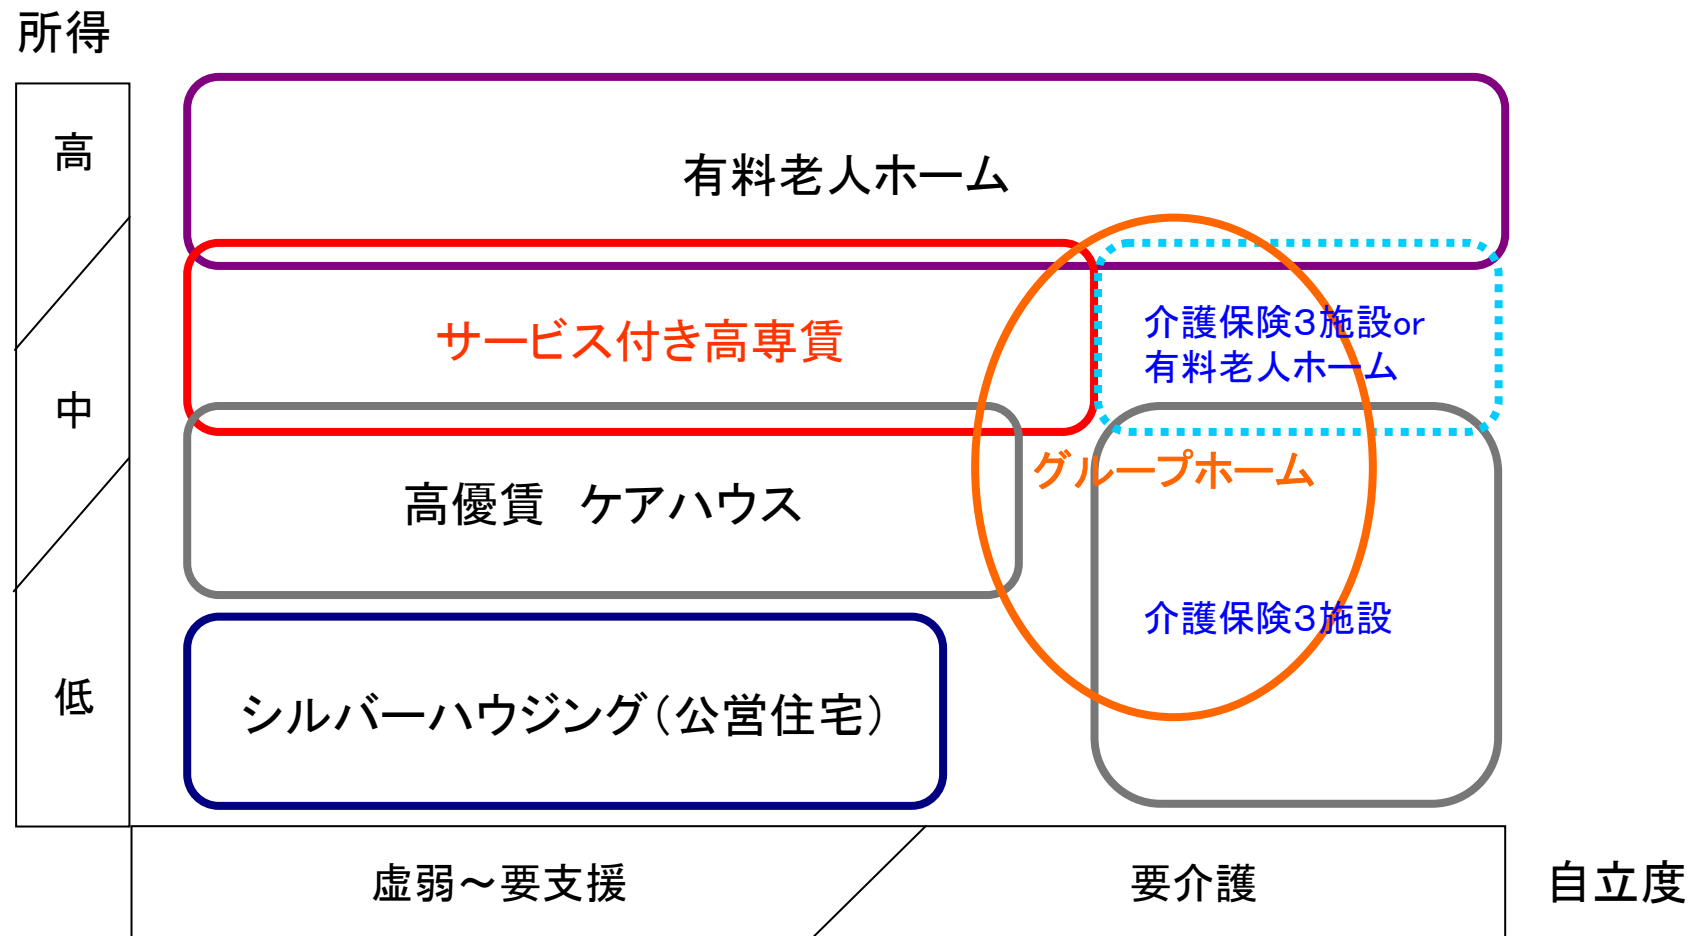 所得
高
有料老人ホーム
サービス付き高専賃
介護保険３施設or
有料老人ホーム
中
グループホーム
高優賃　ケアハウス
介護保険３施設
低
シルバーハウジング（公営住宅）
虚弱～要支援
要介護
自立度